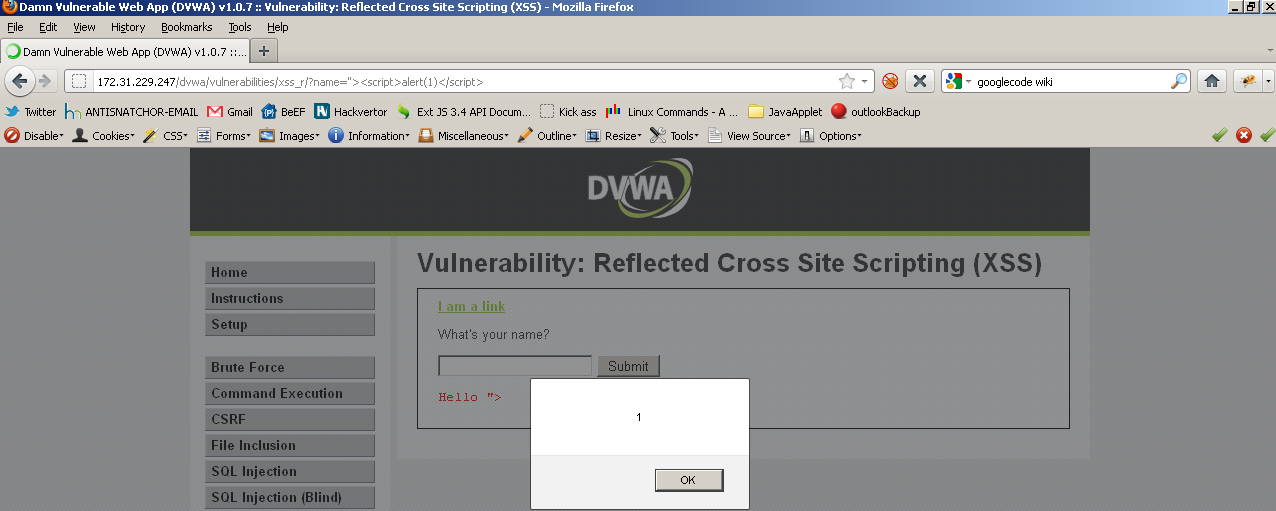 Damn Vulnerable Web App (DVWA) v1.0.7 :: Vulnerability: Reflected Cross Site Scripting (XSS) - Mozilla Firefox
File Edit View History Bookmarks Tools Help
Damn Vulnerable Web App (DVWA) v1.0.7 ::...
172.31.229.247/dvwa/vulnerabilities/xss_r/?name="><script>alert(1)</script>
googlecode wiki
Twitter ANTISNATCHOR-EMAIL Gmail BeEF Hackvertor Ext JS 3.4 API Docum... Kick ass Linux Commands - A ... JavaApplet outlookBackup
Disable Cookies CSS Forms Images Information Miscellaneous Outline Resize Tools View Source Options
DVWA
Vulnerability: Reflected Cross Site Scripting (XSS)
Home
Instructions
Setup
Brute Force
Command Execution
CSRF
File Inclusion
SQL Injection
SQL Injection (Blind)
I am a link
What's your name?
Submit
Hello ">
1
OK